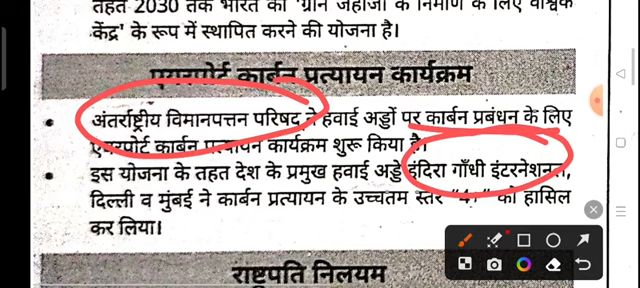 तहत 2030 तक भारत को 'ग्रीन जहाजों के निर्माण के लिए वैश्विक
केंद्र' के रूप में स्थापित करने की योजना है।
एयरपोर्ट कार्बन प्रत्यायन कार्यक्रम
• अंतर्राष्ट्रीय विमानपत्तन परिषद् ने हवाई अड्डों पर कार्बन प्रबंधन के लिए
एयरपोर्ट कार्बन प्रत्यायन कार्यक्रम शुरू किया है।
• इस योजना के तहत देश के प्रमुख हवाई अड्डे इंदिरा गाँधी इंटरनेशनल,
दिल्ली व मुंबई ने कार्बन प्रत्यायन के उच्चतम स्तर "4+" को हासिल
कर लिया।
राष्ट्रपति निलयम